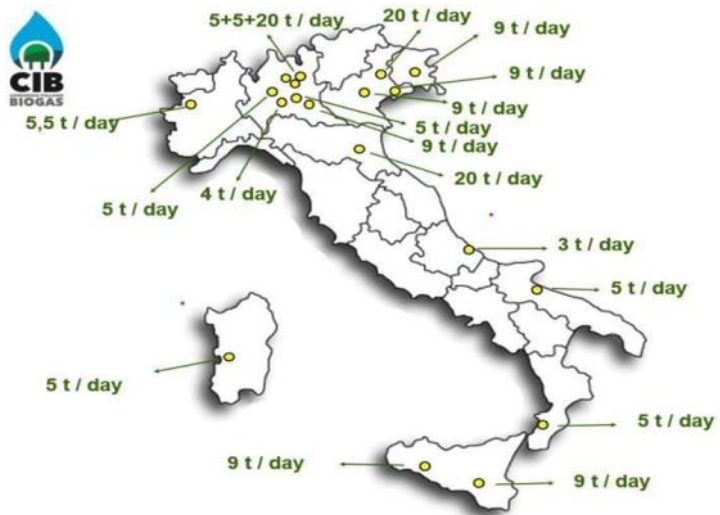 CIB
BIOGAS
5+5+20 t / day
20 t / day
9 t / day
9 t / day
9 t / day
5,5 t / day
5 t / day
9 t / day
4 t / day
20 t / day
5 t / day
3 t / day
5 t / day
5 t / day
5 t / day
9 t / day
9 t / day